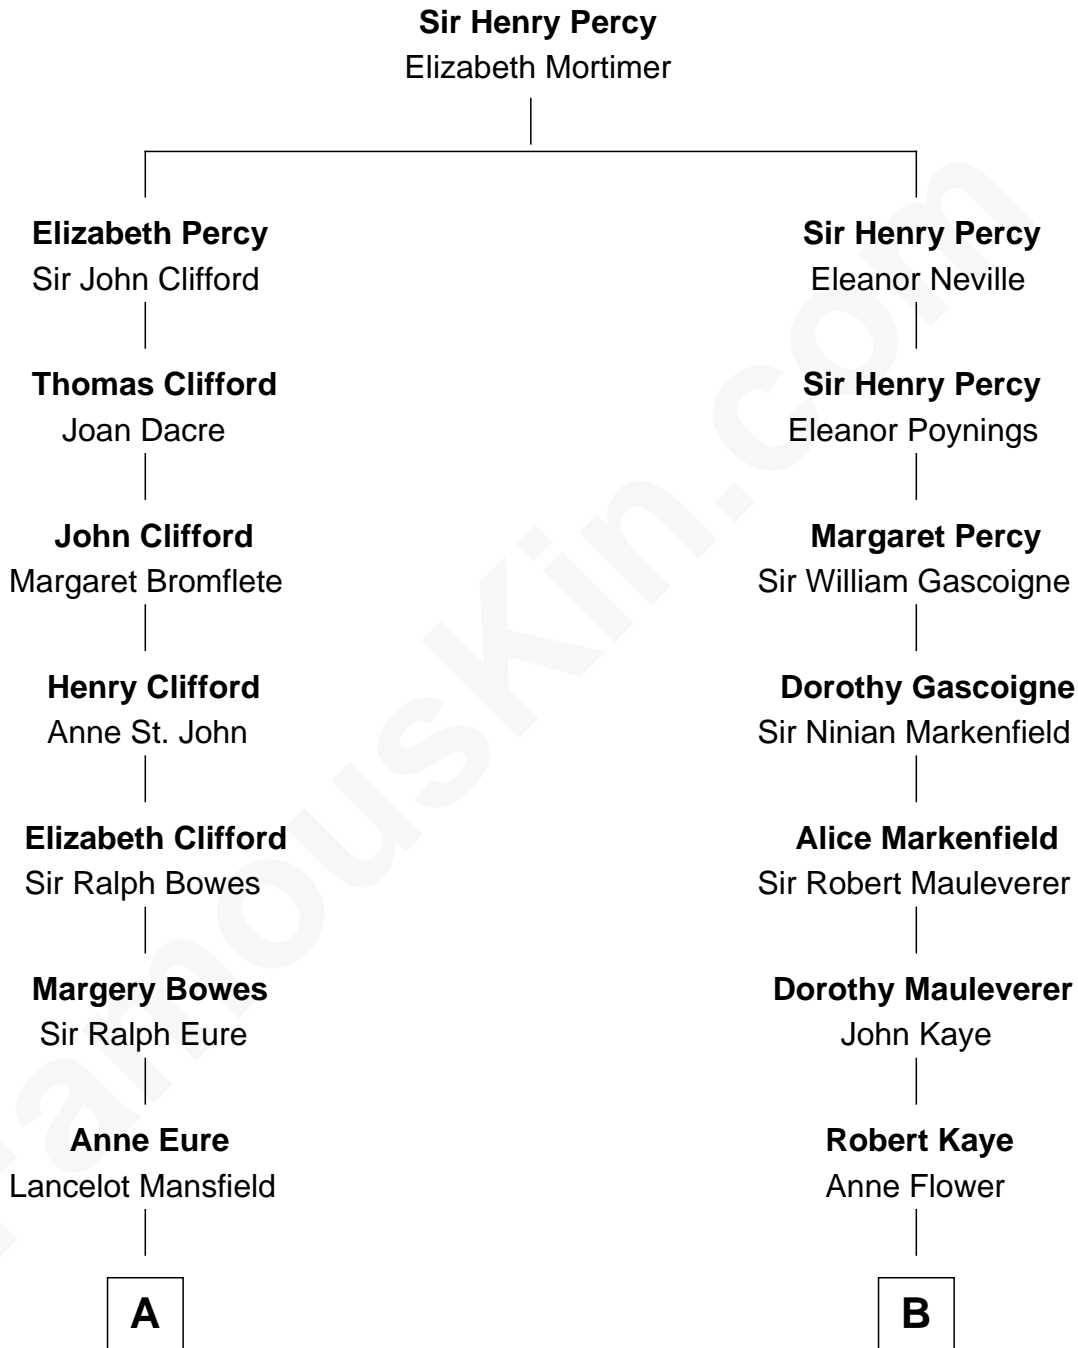 Sir Henry Percy
Elizabeth Mortimer
Elizabeth Percy
Sir John Clifford
Thomas Clifford
Joan Dacre
John Clifford
Margaret Bromflete
Henry Clifford
Anne St. John
Elizabeth Clifford
Sir Ralph Bowes
Margery Bowes
Sir Ralph Eure
Anne Eure
Lancelot Mansfield
A
Sir Henry Percy
Eleanor Neville
Sir Henry Percy
Eleanor Poynings
Margaret Percy
Sir William Gascoigne
Dorothy Gascoigne
Sir Ninian Markenfield
Alice Markenfield
Sir Robert Mauleverer
Dorothy Mauleverer
John Kaye
Robert Kaye
Anne Flower
B
FamousKin.com